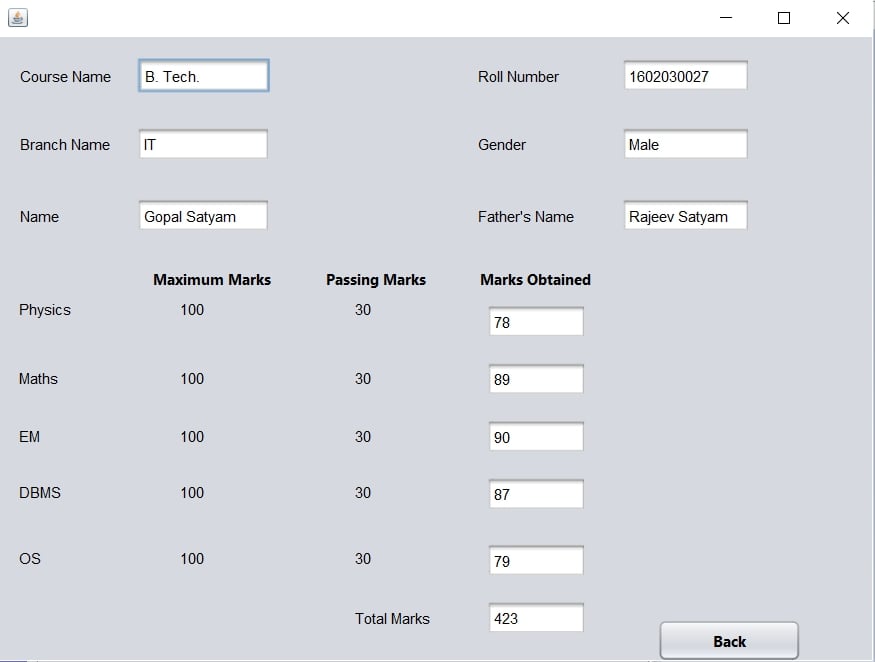 Course Name B. Tech. Roll Number 1602030027
Branch Name IT Gender Male
Name Gopal Satyam Father's Name Rajeev Satyam
Maximum Marks Passing Marks Marks Obtained
Physics 100 30 78
Maths 100 30 89
EM 100 30 90
DBMS 100 30 87
OS 100 30 79
Total Marks 423
Back